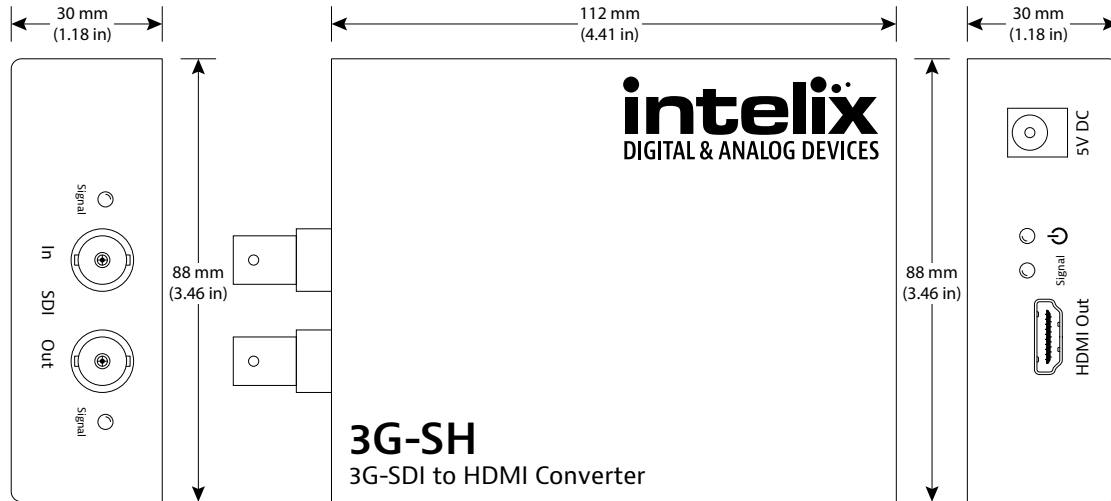 30 mm
(1.18 in)
112 mm
(4.41 in)
30 mm
(1.18 in)
Signal
In
SDI
Out
Signal
88 mm
(3.46 in)
intelix
DIGITAL & ANALOG DEVICES
3G-SH
3G-SDI to HDMI Converter
88 mm
(3.46 in)
5V DC
Signal
HDMI Out